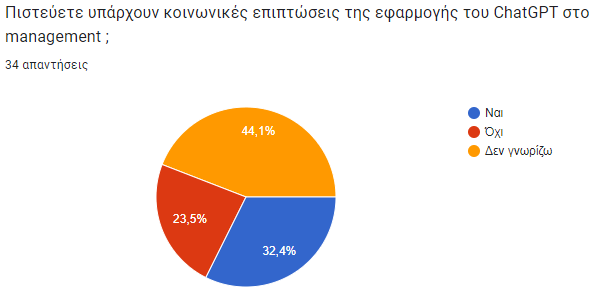 Πιστεύετε υπάρχουν κοινωνικές επιπτώσεις της εφαρμογής του ChatGPT στο
management ;
34 απαντήσεις
Ναι
Όχι
Δεν γνωρίζω
44,1%
23,5%
32,4%